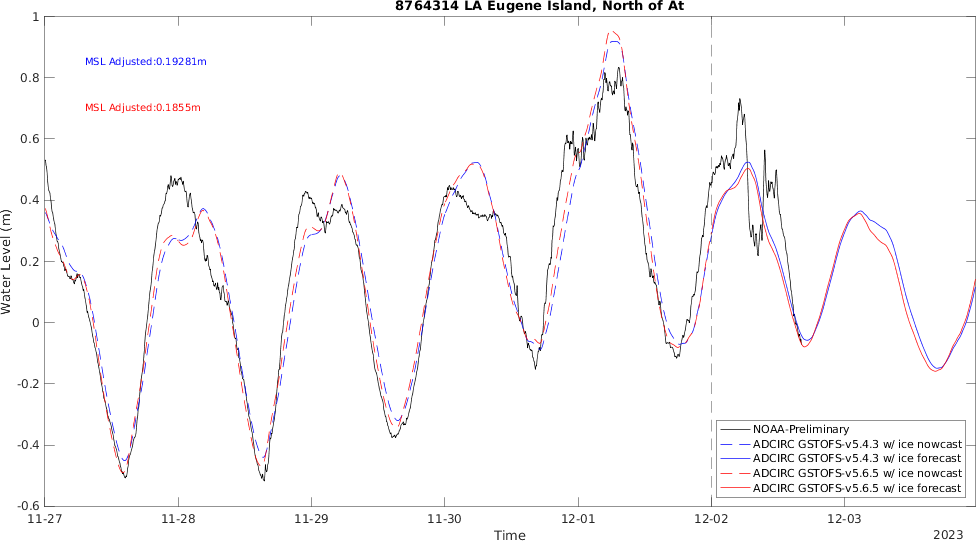 8764314 LA Eugene Island, North of At
MSL Adjusted:0.19281m
MSL Adjusted:0.1855m
Water Level (m)
1
0.8
0.6
0.4
0.2
0
-0.2
-0.4
-0.6
NOAA-Preliminary
ADCIRC GSTOFS-v5.4.3 w/ ice nowcast
ADCIRC GSTOFS-v5.4.3 w/ ice forecast
ADCIRC GSTOFS-v5.6.5 w/ ice nowcast
ADCIRC GSTOFS-v5.6.5 w/ ice forecast
11-27 11-28 11-29 11-30 12-01 12-02 12-03
Time
2023